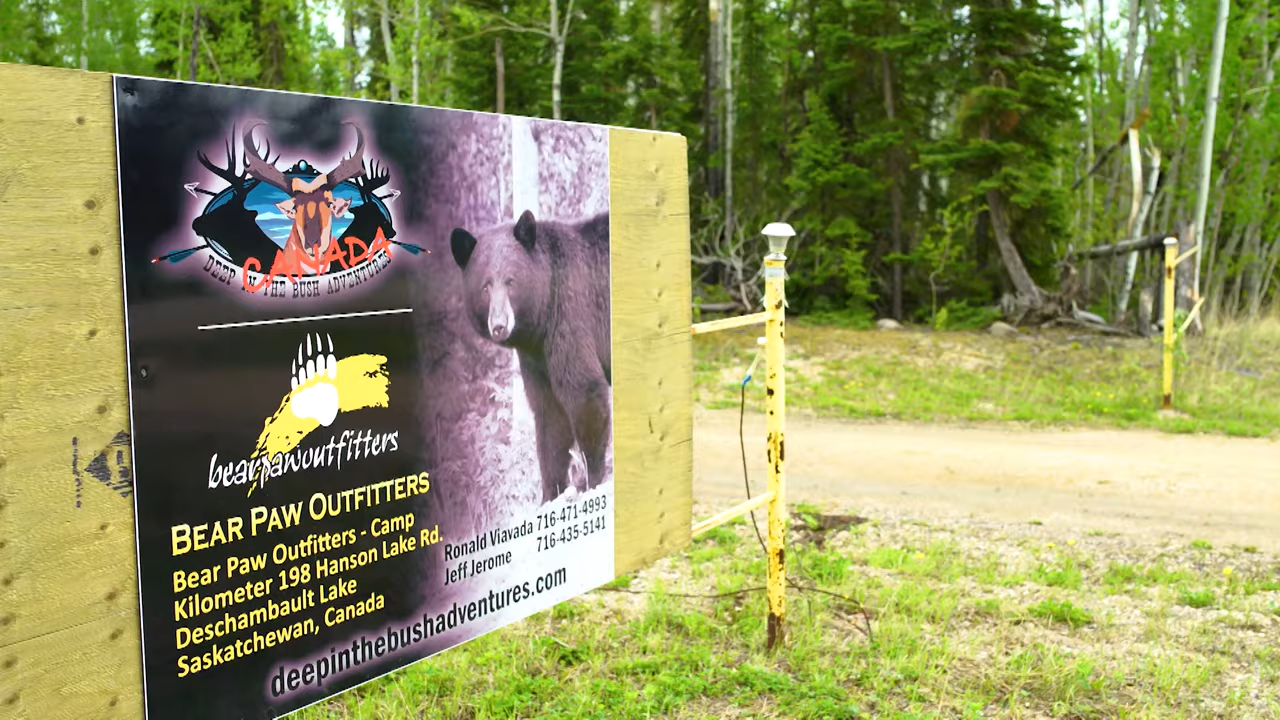 CANADA
DEEP IN THE BUSH ADVENTURES
bearpawoutfitters
BEAR PAW OUTFITTERS
Bear Paw Outfitters - Camp
Kilometer 198 Hanson Lake Rd.
Deschambault Lake
Saskatchewan, Canada
Ronald Viavada 716-471-4993
Jeff Jerome 716-435-5141
deepinthebushadventures.com